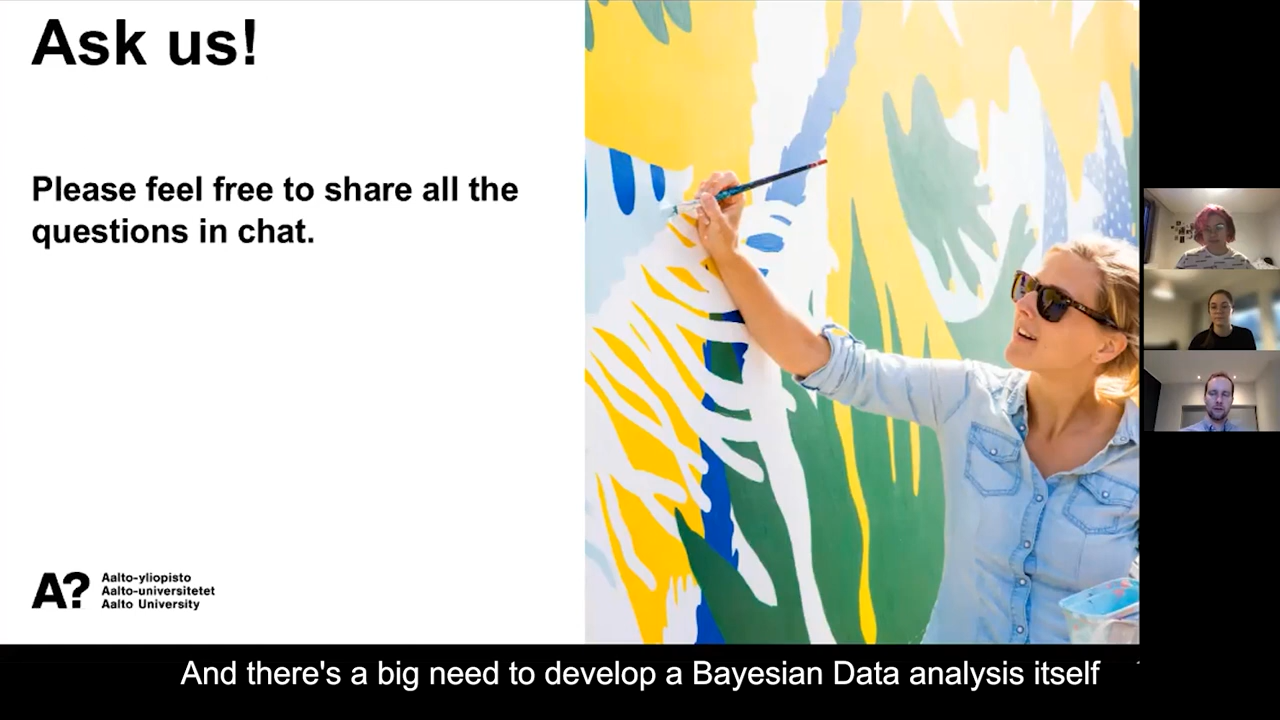 Ask us!
Please feel free to share all the
questions in chat.
A?
Aalto-yliopisto
Aalto-universitetet
Aalto University
And there's a big need to develop a Bayesian Data analysis itself